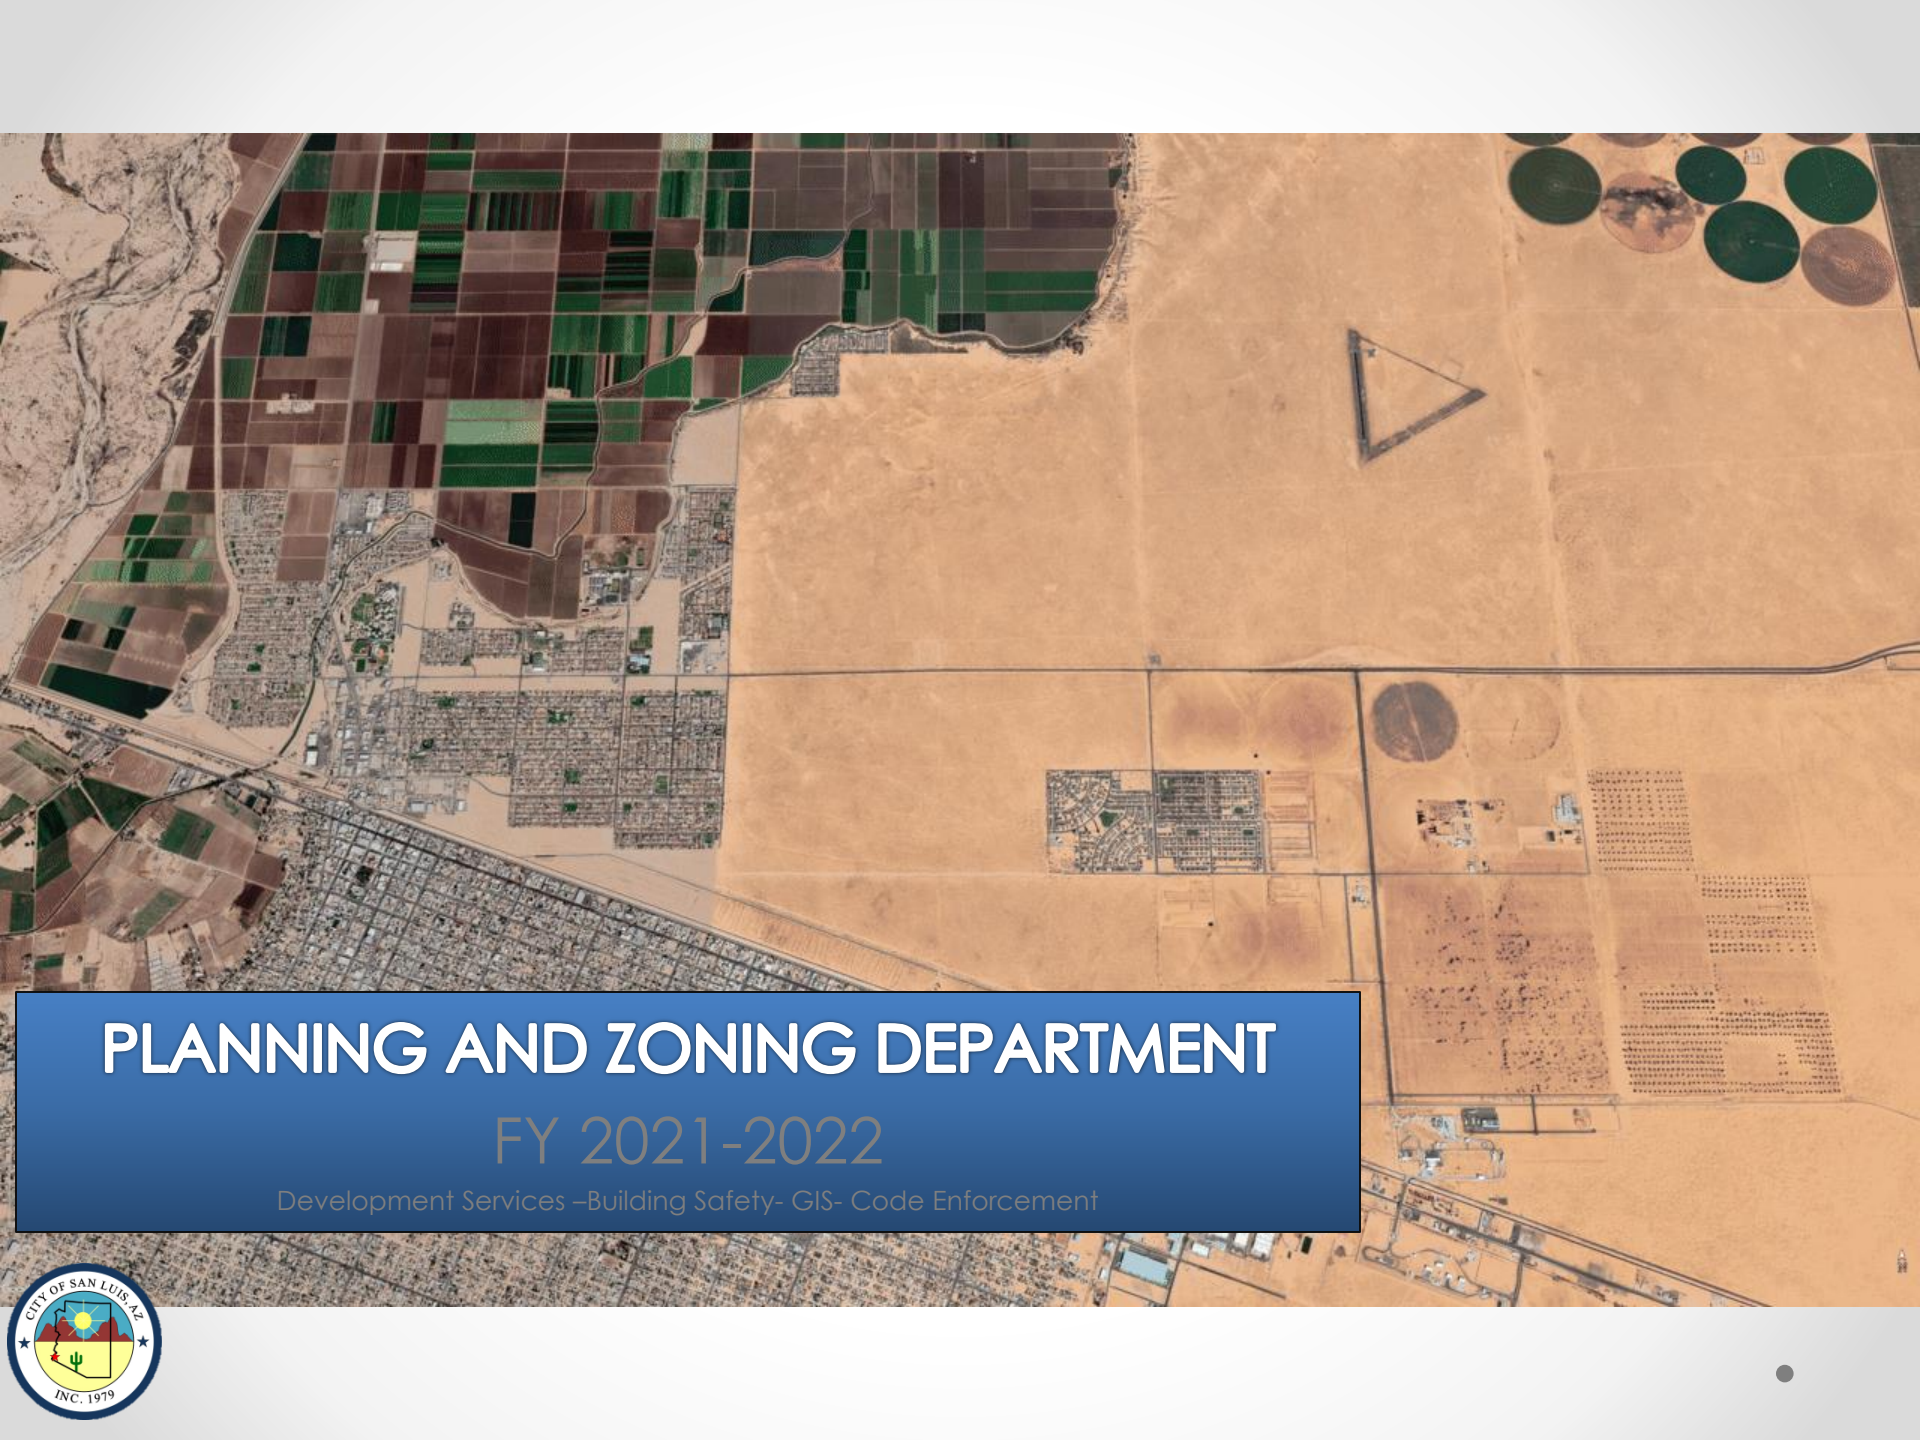 PLANNING AND ZONING DEPARTMENT
FY 2021-2022
Development Services –Building Safety- GIS- Code Enforcement
CITY OF SAN LUIS, AZ
INC. 1979